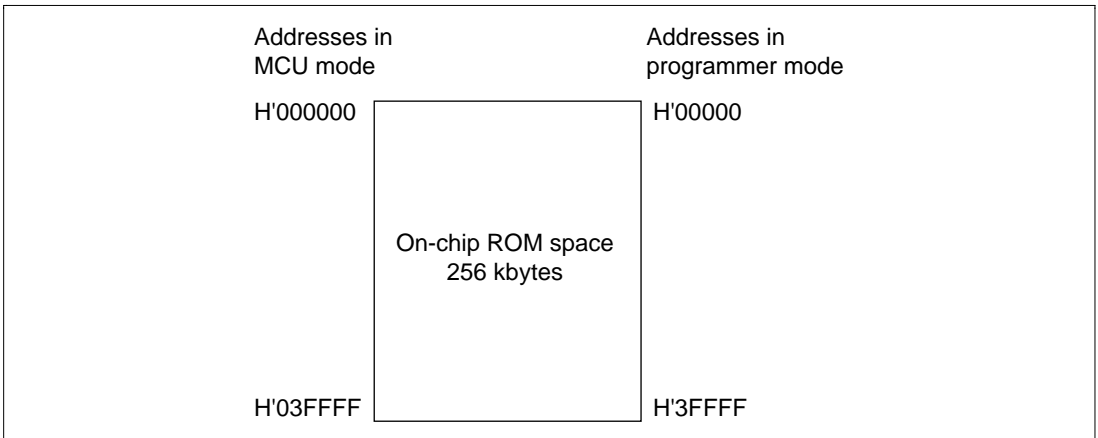 Addresses in
MCU mode
Addresses in
programmer mode
H'000000
H'00000
On-chip ROM space
256 kbytes
H'03FFFF
H'3FFFF